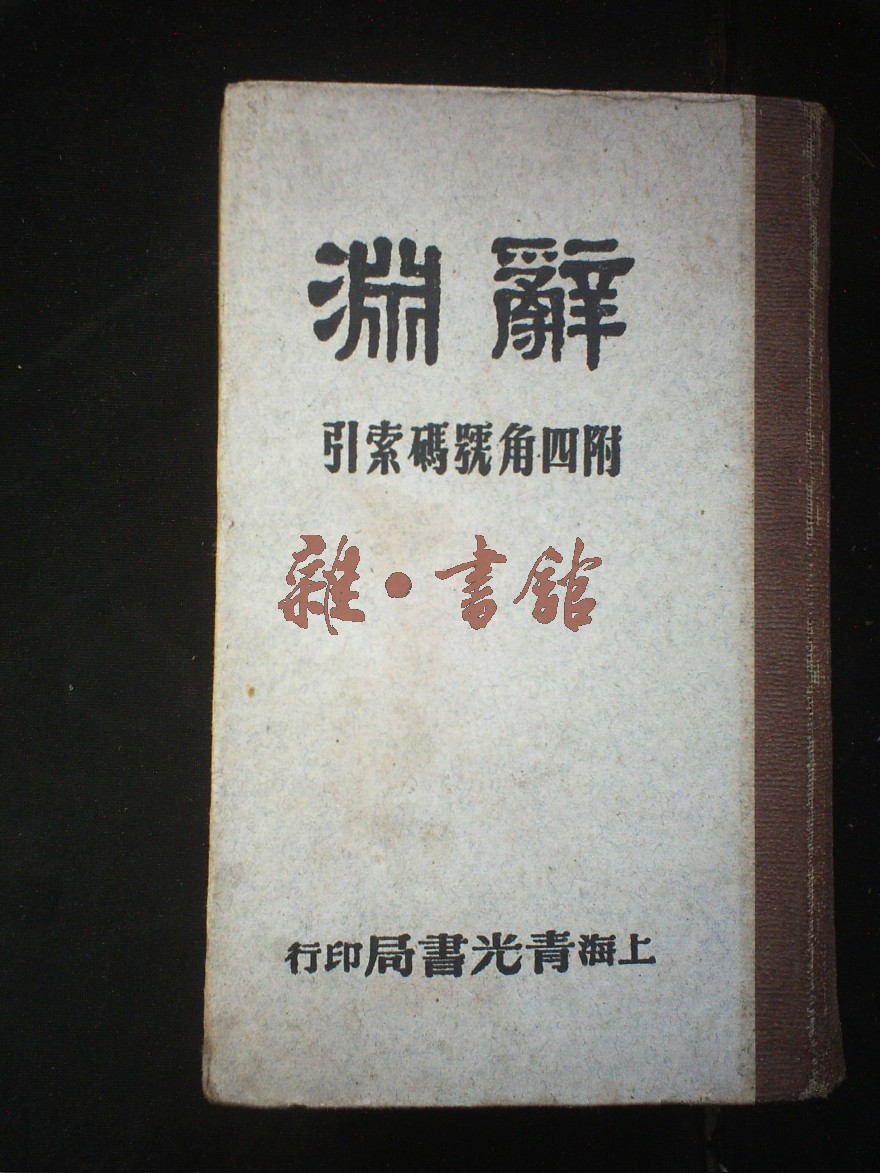 辭淵
附四角號碼索引
雜·書館
上海青光書局印行